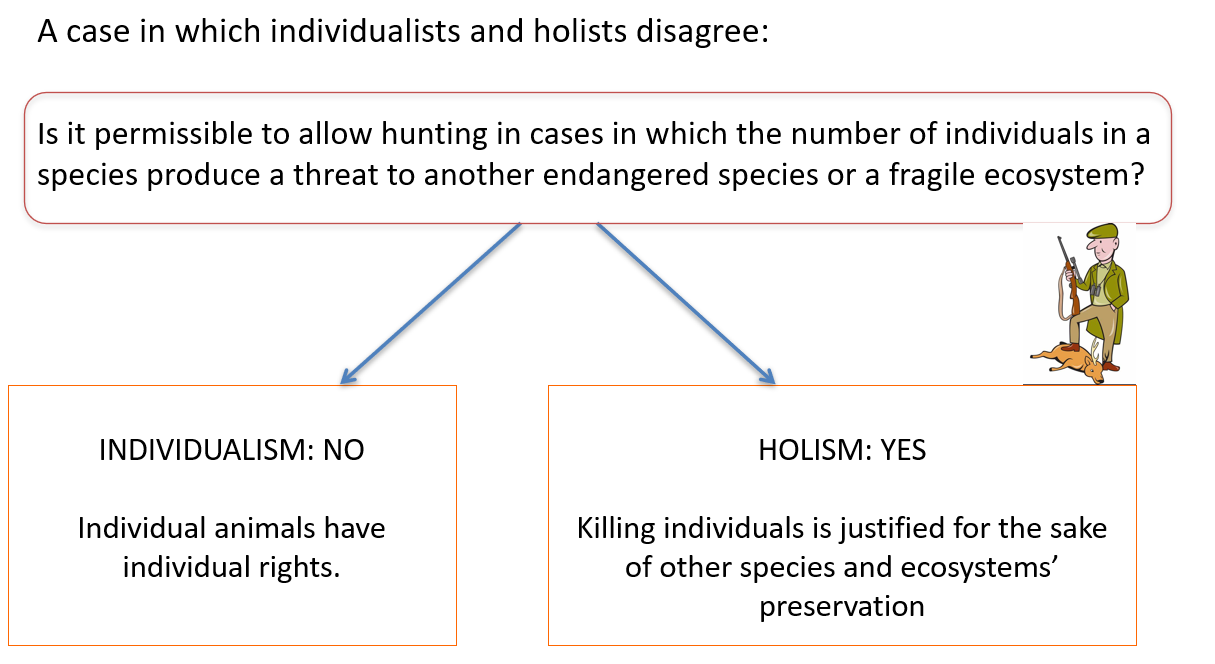 A case in which individualists and holists disagree:
Is it permissible to allow hunting in cases in which the number of individuals in a
species produce a threat to another endangered species or a fragile ecosystem?
INDIVIDUALISM: NO
Individual animals have
individual rights.
HOLISM: YES
Killing individuals is justified for the sake
of other species and ecosystems’
preservation